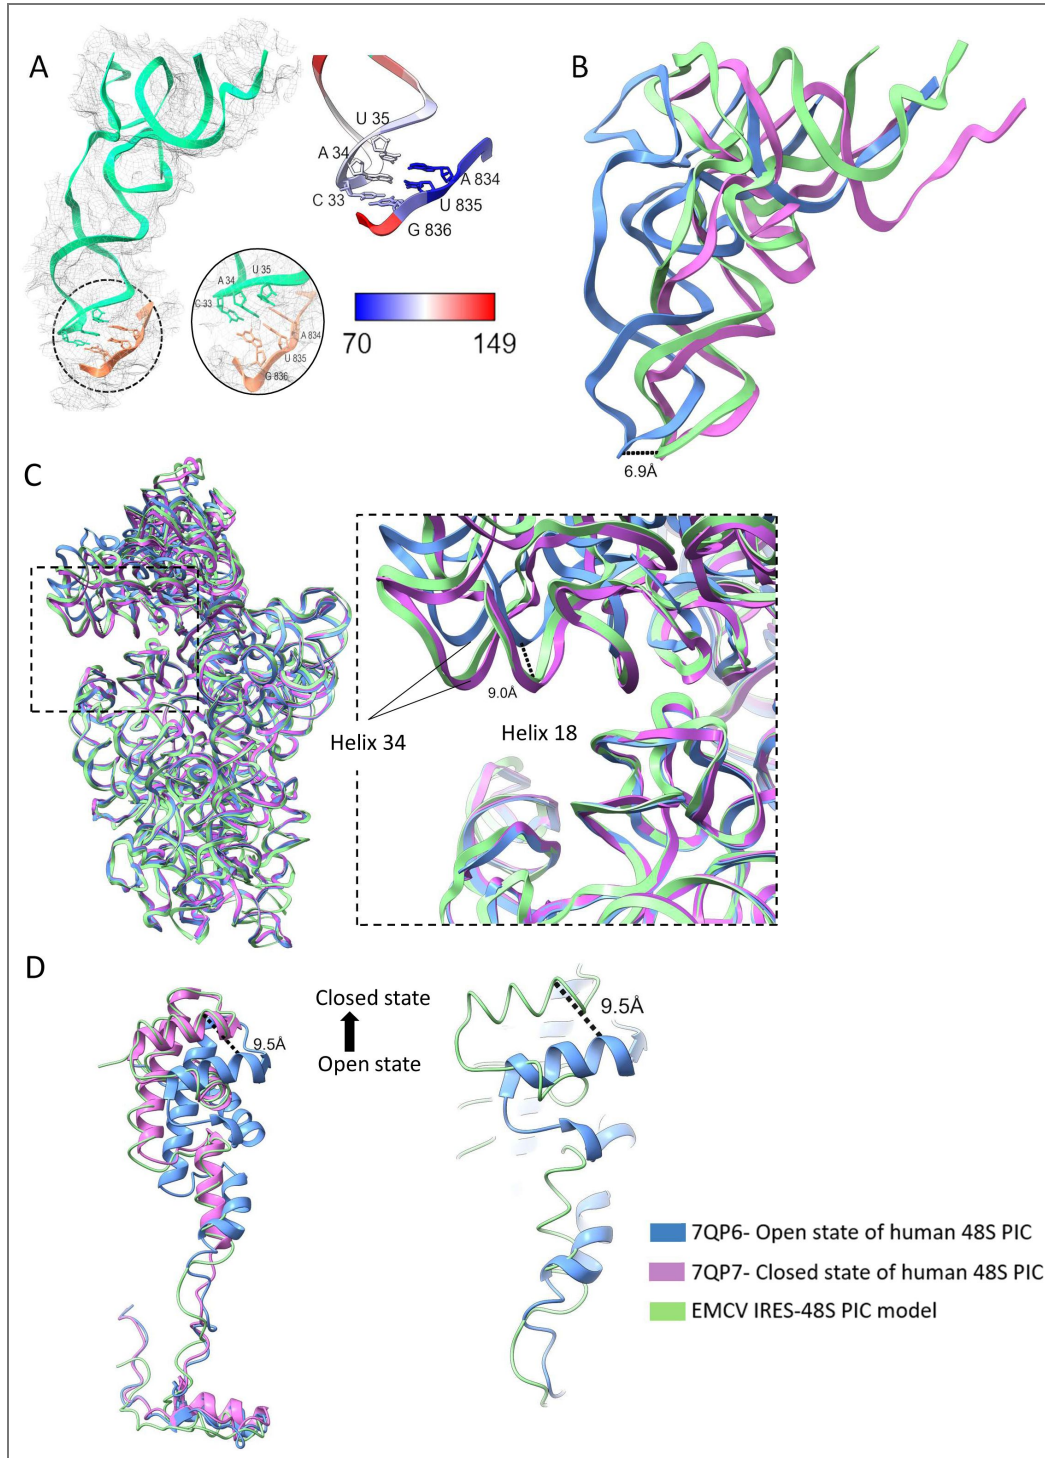 A
U 35
A 34
C 33
A 834
U 835
G 836
U 35
A 34
C 33
A 834
U 835
G 836
70
149
B
6.9Å
C
9.0Å
Helix 34
Helix 18
D
Closed state
Open state
9.5Å
9.5Å
7QP6- Open state of human 48S PIC
7QP7- Closed state of human 48S PIC
EMCV IRES-48S PIC model